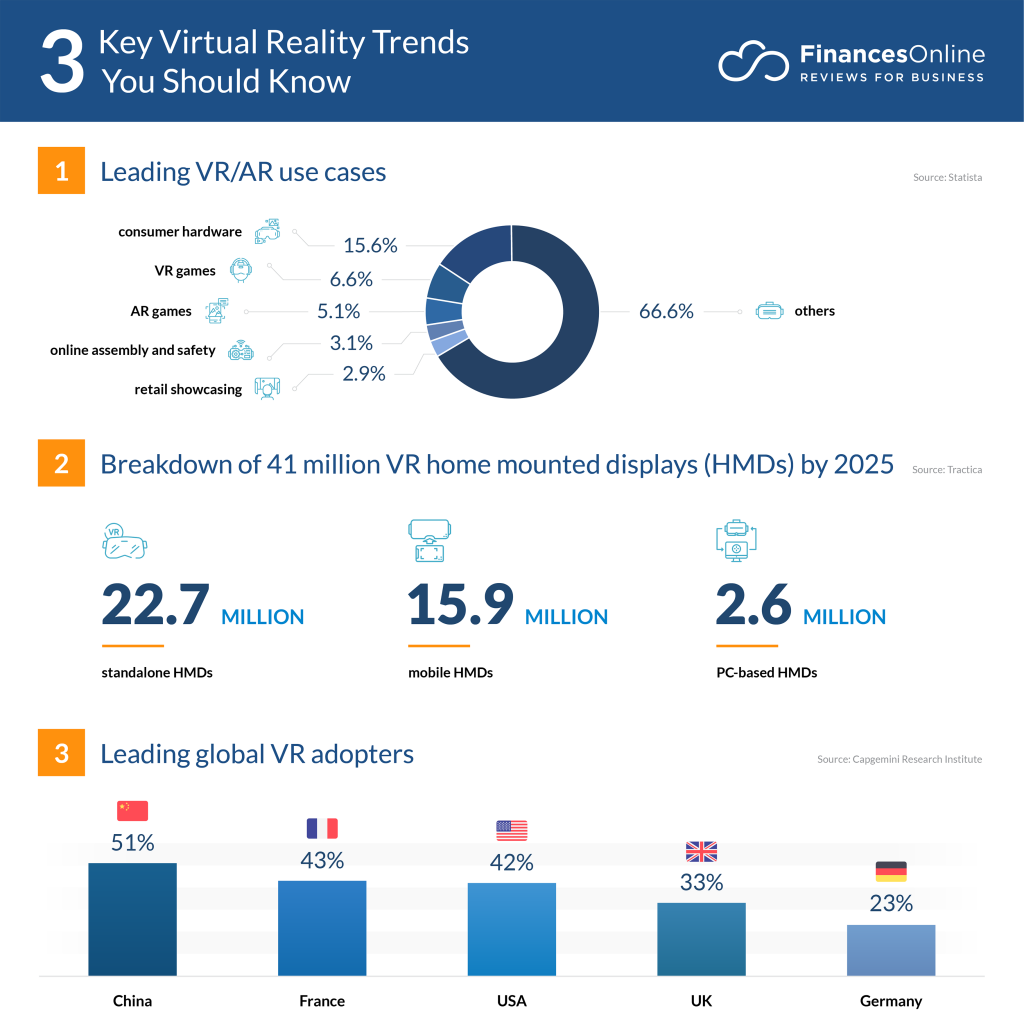 3
Key Virtual Reality Trends
You Should Know
FinancesOnline
REVIEWS FOR BUSINESS
1
Leading VR/AR use cases
Source: Statista
consumer hardware
15.6%
VR games
6.6%
AR games
5.1%
online assembly and safety
3.1%
retail showcasing
2.9%
66.6%
others
2
Breakdown of 41 million VR home mounted displays (HMDs) by 2025
Source: Tractica
VR
22.7 MILLION
standalone HMDs
15.9 MILLION
mobile HMDs
2.6 MILLION
PC-based HMDs
3
Leading global VR adopters
Source: Capgemini Research Institute
51%
43%
42%
33%
23%
China
France
USA
UK
Germany